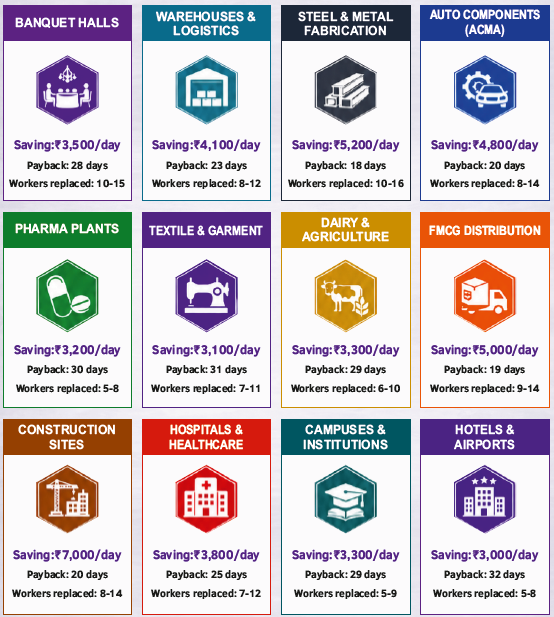 BANQUET HALLS
Saving:₹3,500/day
Payback: 28 days
Workers replaced: 10-15
WAREHOUSES &
LOGISTICS
Saving:₹4,100/day
Payback: 23 days
Workers replaced: 8-12
STEEL & METAL
FABRICATION
Saving:₹5,200/day
Payback: 18 days
Workers replaced: 10-16
AUTO COMPONENTS
(ACMA)
Saving:₹4,800/day
Payback: 20 days
Workers replaced: 8-14
PHARMA PLANTS
Saving:₹3,200/day
Payback: 30 days
Workers replaced: 5-8
TEXTILE & GARMENT
Saving:₹3,100/day
Payback: 31 days
Workers replaced: 7-11
DAIRY &
AGRICULTURE
Saving:₹3,300/day
Payback: 29 days
Workers replaced: 6-10
FMCG DISTRIBUTION
Saving:₹5,000/day
Payback: 19 days
Workers replaced: 9-14
CONSTRUCTION
SITES
Saving:₹7,000/day
Payback: 20 days
Workers replaced: 8-14
HOSPITALS &
HEALTHCARE
Saving:₹3,800/day
Payback: 25 days
Workers replaced: 7-12
CAMPUSES &
INSTITUTIONS
Saving:₹3,300/day
Payback: 29 days
Workers replaced: 5-9
HOTELS &
AIRPORTS
Saving:₹3,000/day
Payback: 32 days
Workers replaced: 5-8